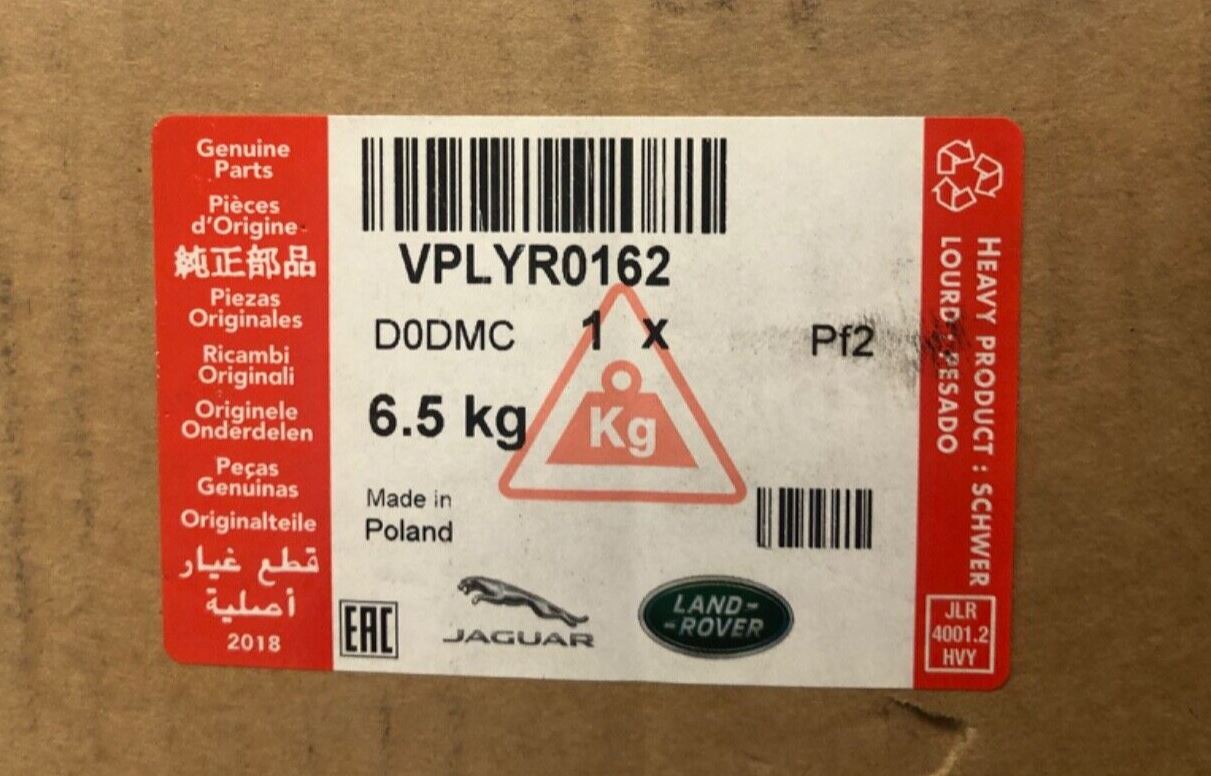 Genuine
Parts
Pièces
d'Origine
純正部品
Piezas
Originales
Ricambi
Originali
Originele
Onderdelen
Peças
Genuínas
Originalteile
قطع غيار
أصلية
2018
VPLYR0162
D0DMC 1 x Pf2
6.5 kg
Kg
Made in
Poland
EAC
JAGUAR
LAND-
-ROVER
HEAVY PRODUCT : SCHWER
LOURD : PESADO
JLR
4001.2
HVY